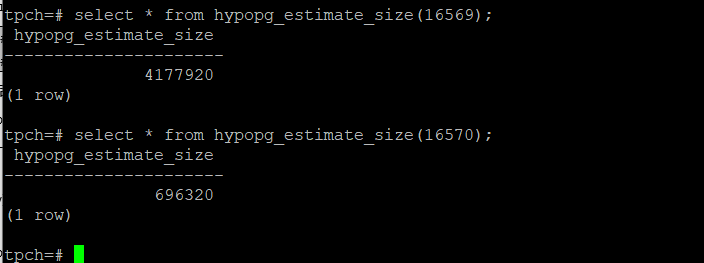 tpch=# select * from hypopg_estimate_size(16569);
 hypopg_estimate_size
----------------------
              4177920
(1 row)

tpch=# select * from hypopg_estimate_size(16570);
 hypopg_estimate_size
----------------------
               696320
(1 row)

tpch=#